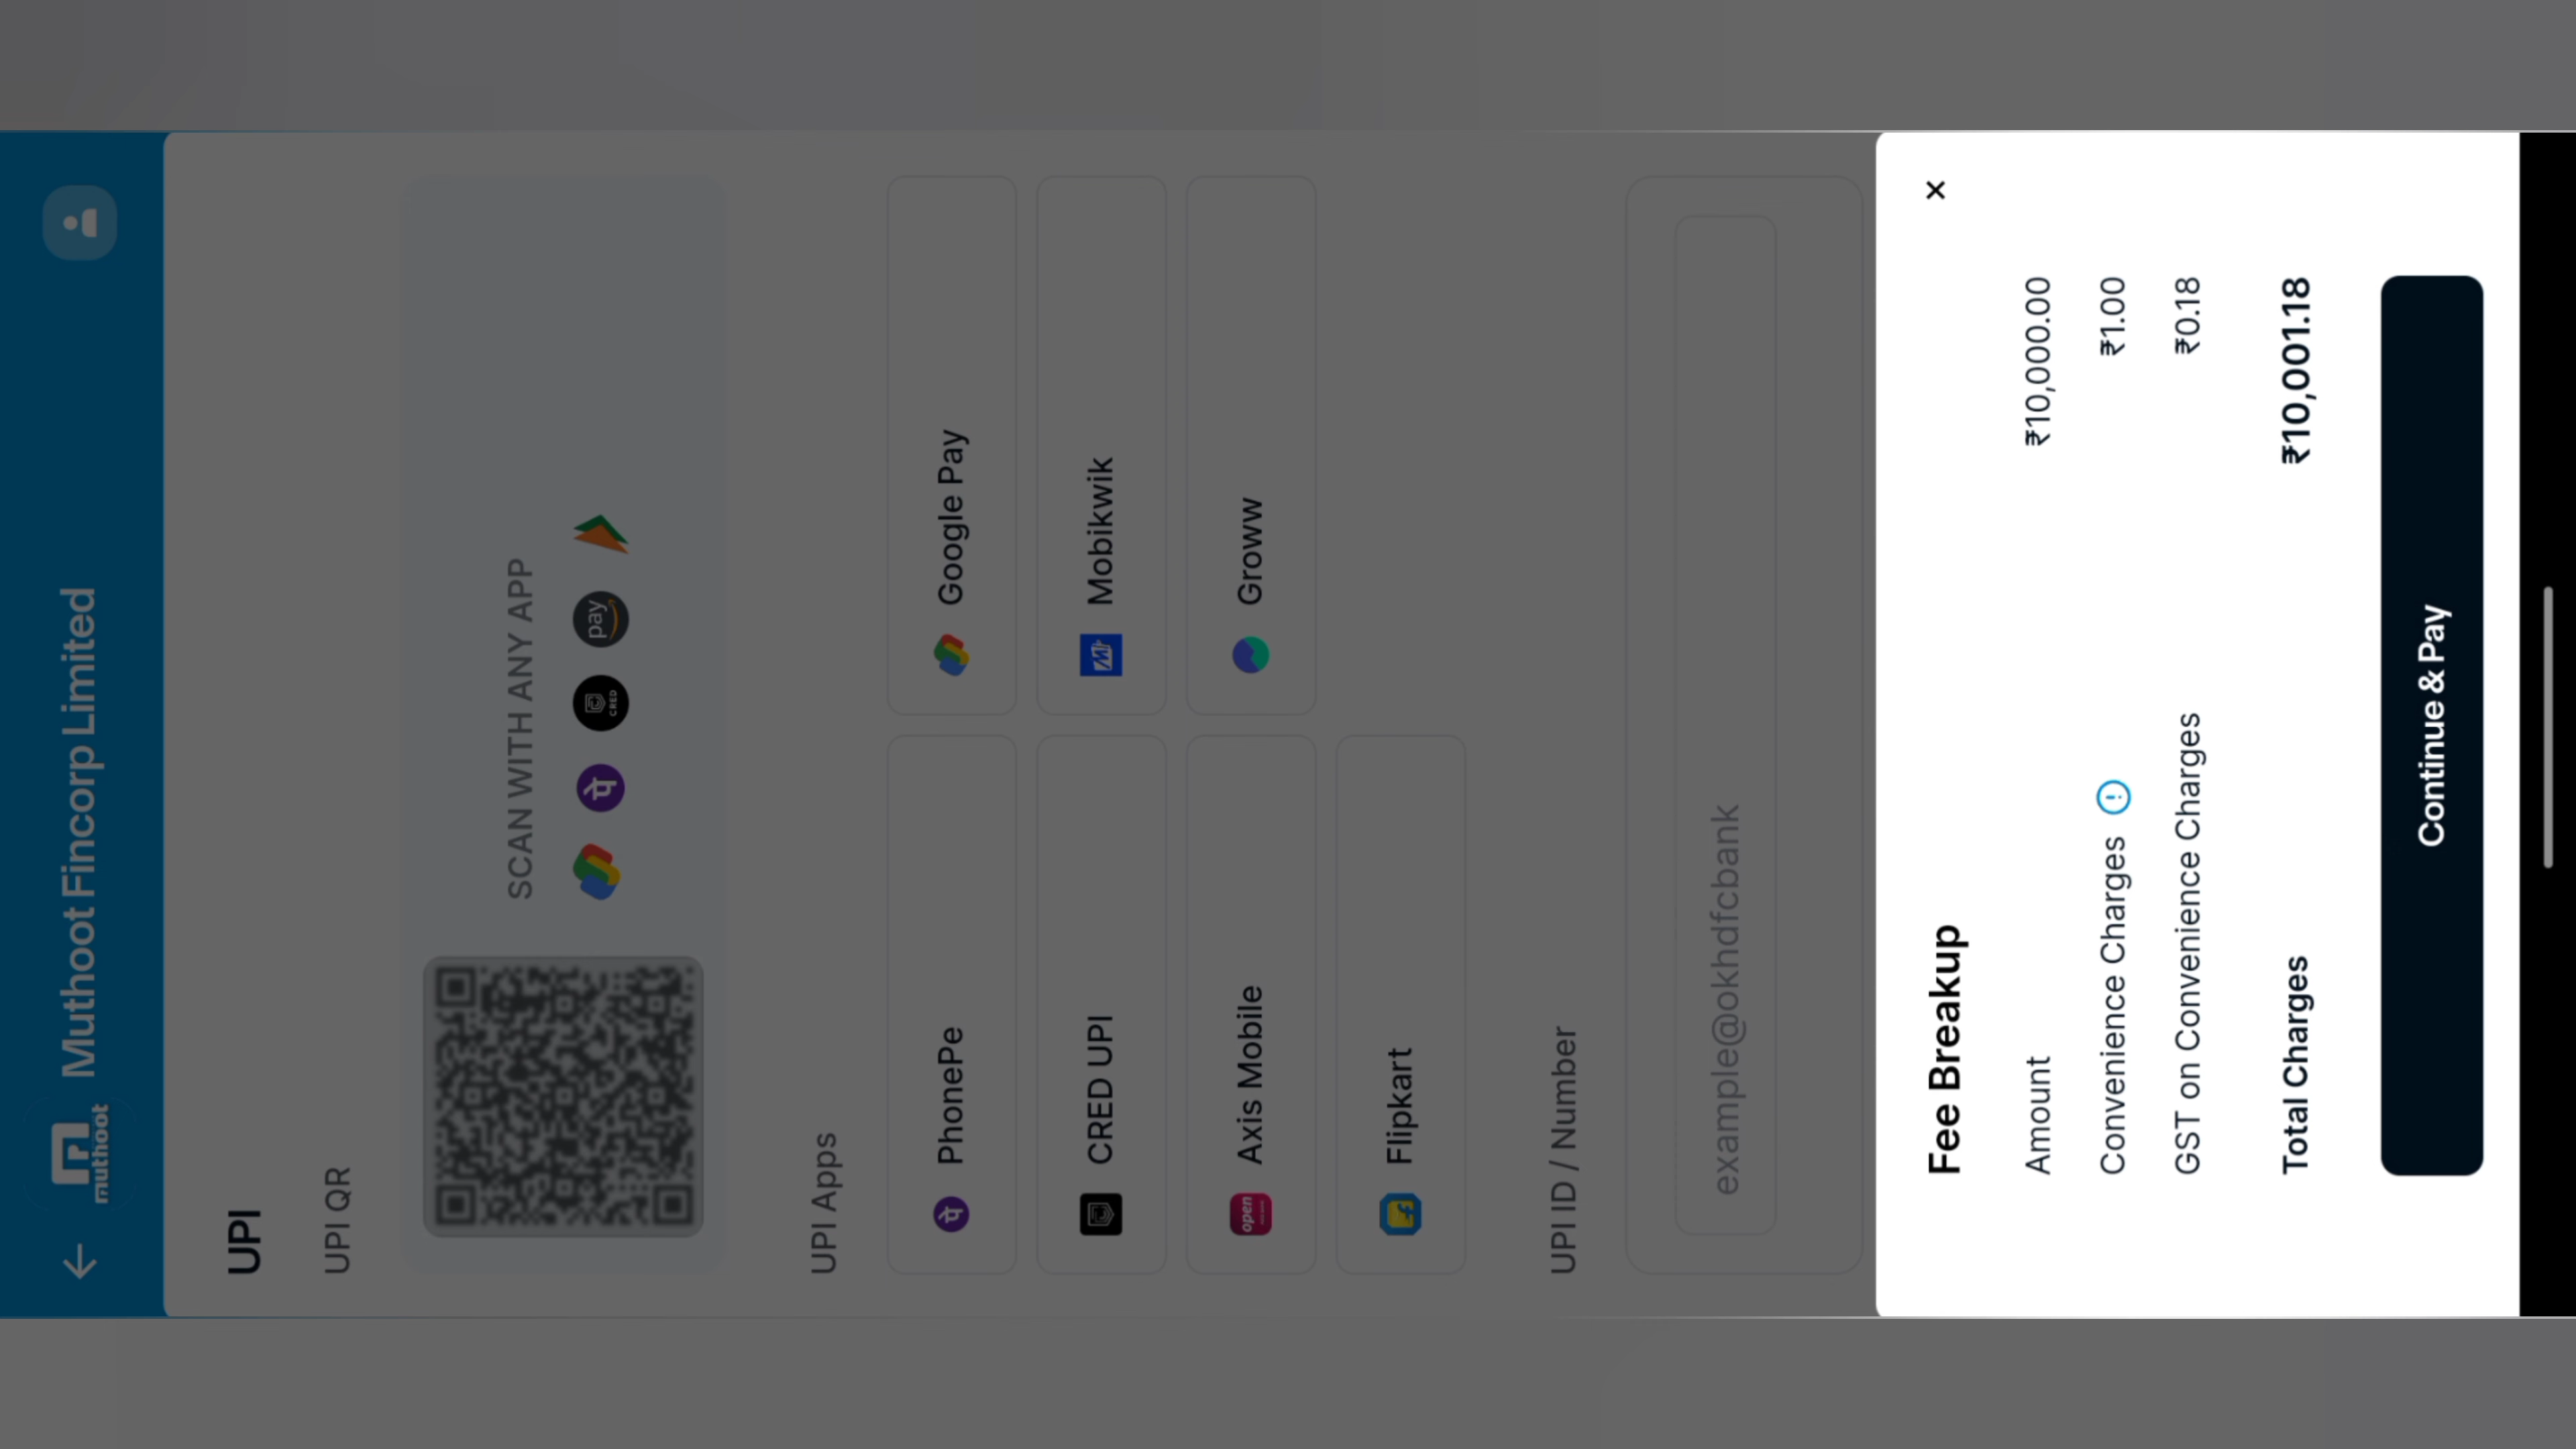 muthoot
Muthoot Fincorp Limited
UPI
UPI QR
SCAN WITH ANY APP
CRED
pay
UPI Apps
PhonePe
Google Pay
CRED UPI
Mobikwik
open
Axis Mobile
Groww
Flipkart
UPI ID / Number
example@okhdfcbank
Fee Breakup
Amount ₹10,000.00
Convenience Charges ₹1.00
GST on Convenience Charges ₹0.18
Total Charges ₹10,001.18
Continue & Pay